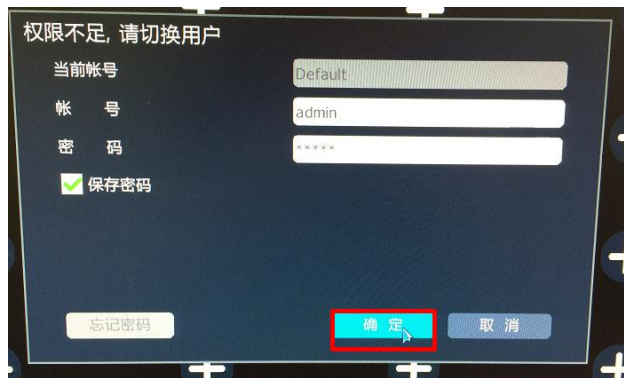 权限不足, 请切换用户
当前帐号 Default
帐 号 admin
密 码 *****
保存密码
忘记密码 确 定 取 消